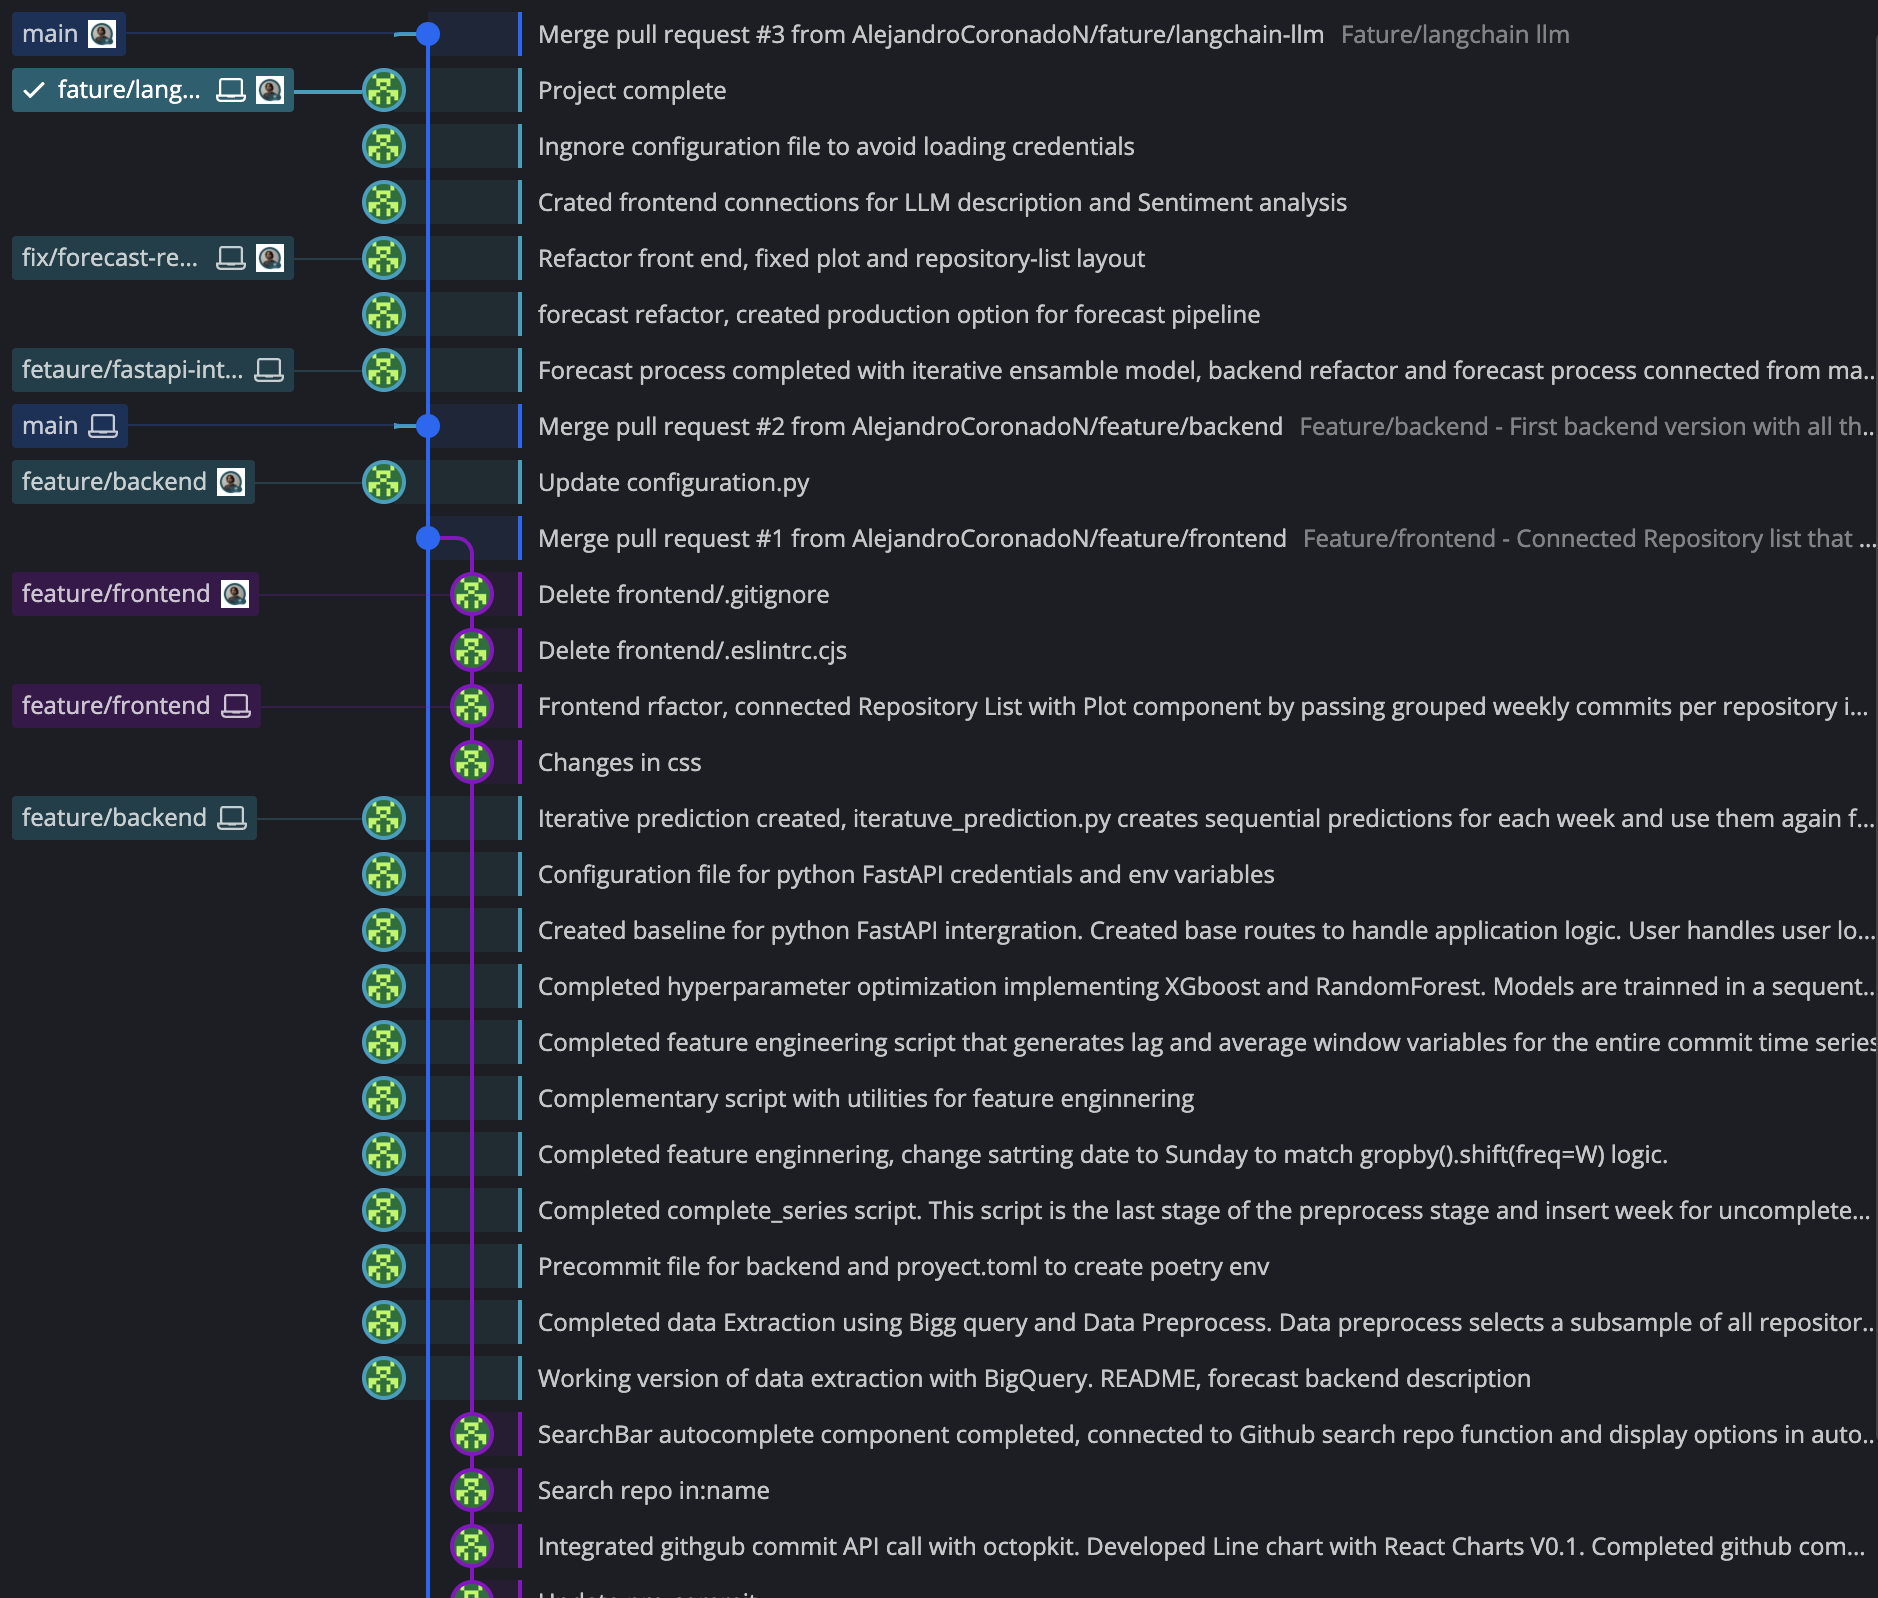 main Merge pull request #3 from AlejandroCoronadoN/fature/langchain-llm Fature/langchain llm
fature/lang... Project complete
Ingnore configuration file to avoid loading credentials
Crated frontend connections for LLM description and Sentiment analysis
fix/forecast-re... Refactor front end, fixed plot and repository-list layout
forecast refactor, created production option for forecast pipeline
fetaure/fastapi-int... Forecast process completed with iterative ensamble model, backend refactor and forecast process connected from ma...
main Merge pull request #2 from AlejandroCoronadoN/feature/backend Feature/backend - First backend version with all th...
feature/backend Update configuration.py
Merge pull request #1 from AlejandroCoronadoN/feature/frontend Feature/frontend - Connected Repository list that ...
feature/frontend Delete frontend/.gitignore
Delete frontend/.eslintrc.cjs
feature/frontend Frontend rfactor, connected Repository List with Plot component by passing grouped weekly commits per repository i...
Changes in css
feature/backend Iterative prediction created, iteratuve_prediction.py creates sequential predictions for each week and use them again f...
Configuration file for python FastAPI credentials and env variables
Created baseline for python FastAPI intergration. Created base routes to handle application logic. User handles user lo...
Completed hyperparameter optimization implementing XGboost and RandomForest. Models are trainned in a sequent...
Completed feature engineering script that generates lag and average window variables for the entire commit time series
Complementary script with utilities for feature enginnering
Completed feature enginnering, change satrting date to Sunday to match gropby().shift(freq=W) logic.
Completed complete_series script. This script is the last stage of the preprocess stage and insert week for uncomplete...
Precommit file for backend and proyect.toml to create poetry env
Completed data Extraction using Bigg query and Data Preprocess. Data preprocess selects a subsample of all repositor...
Working version of data extraction with BigQuery. README, forecast backend description
SearchBar autocomplete component completed, connected to Github search repo function and display options in auto...
Search repo in:name
Integrated githgub commit API call with octopkit. Developed Line chart with React Charts V0.1. Completed github com...